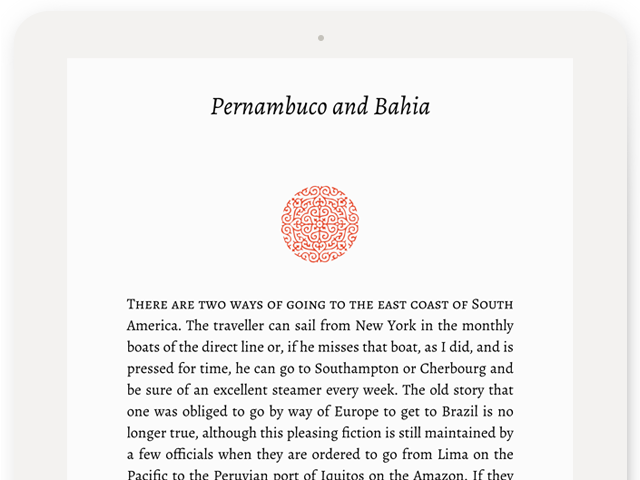 Pernambuco and Bahia
There are two ways of going to the east coast of South
America. The traveller can sail from New York in the monthly
boats of the direct line or, if he misses that boat, as I did, and is
pressed for time, he can go to Southampton or Cherbourg and
be sure of an excellent steamer every week. The old story that
one was obliged to go by way of Europe to get to Brazil is no
longer true, although this pleasing fiction is still maintained by
a few officials when they are ordered to go from Lima on the
Pacific to the Peruvian port of Iquitos on the Amazon. If they